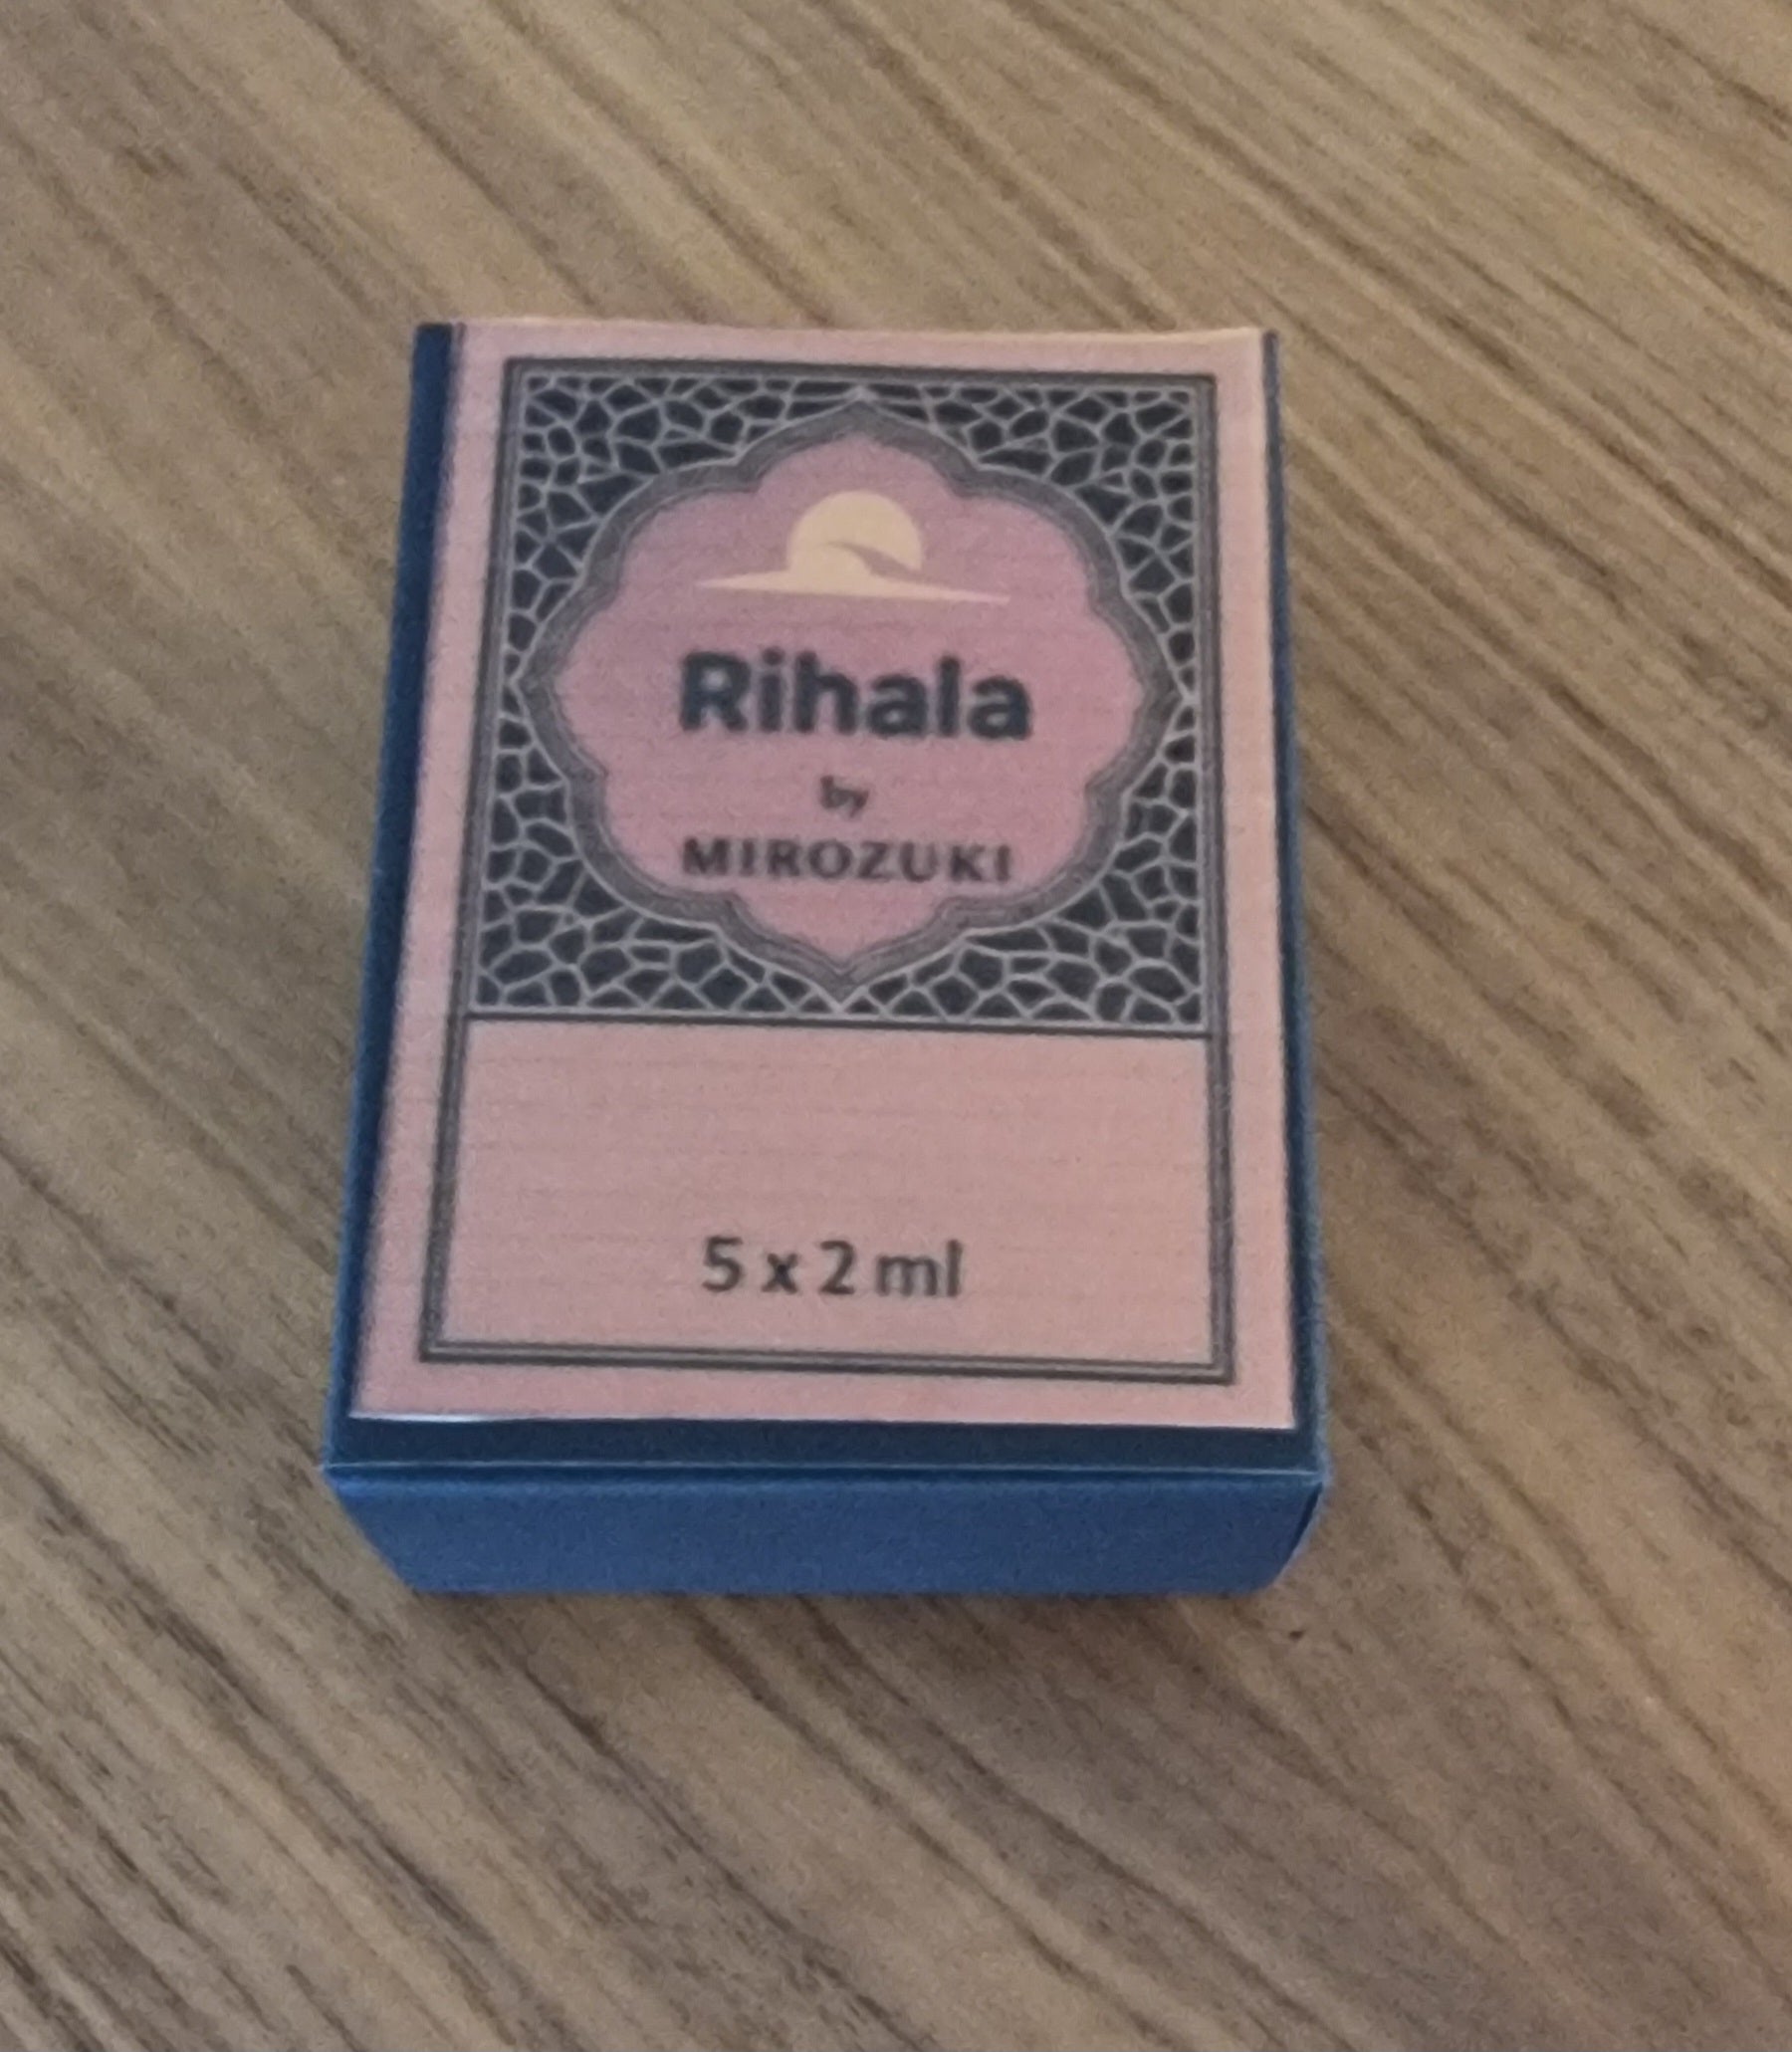 Rihala
by
MIROZUKI
5 x 2 ml